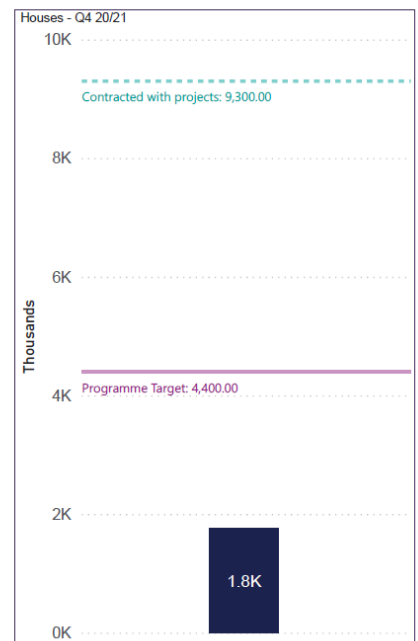 Houses - Q4 20/21
10K
Contracted with projects: 9,300.00
8K
6K
Thousands
Programme Target: 4,400.00
4K
2K
1.8K
0K